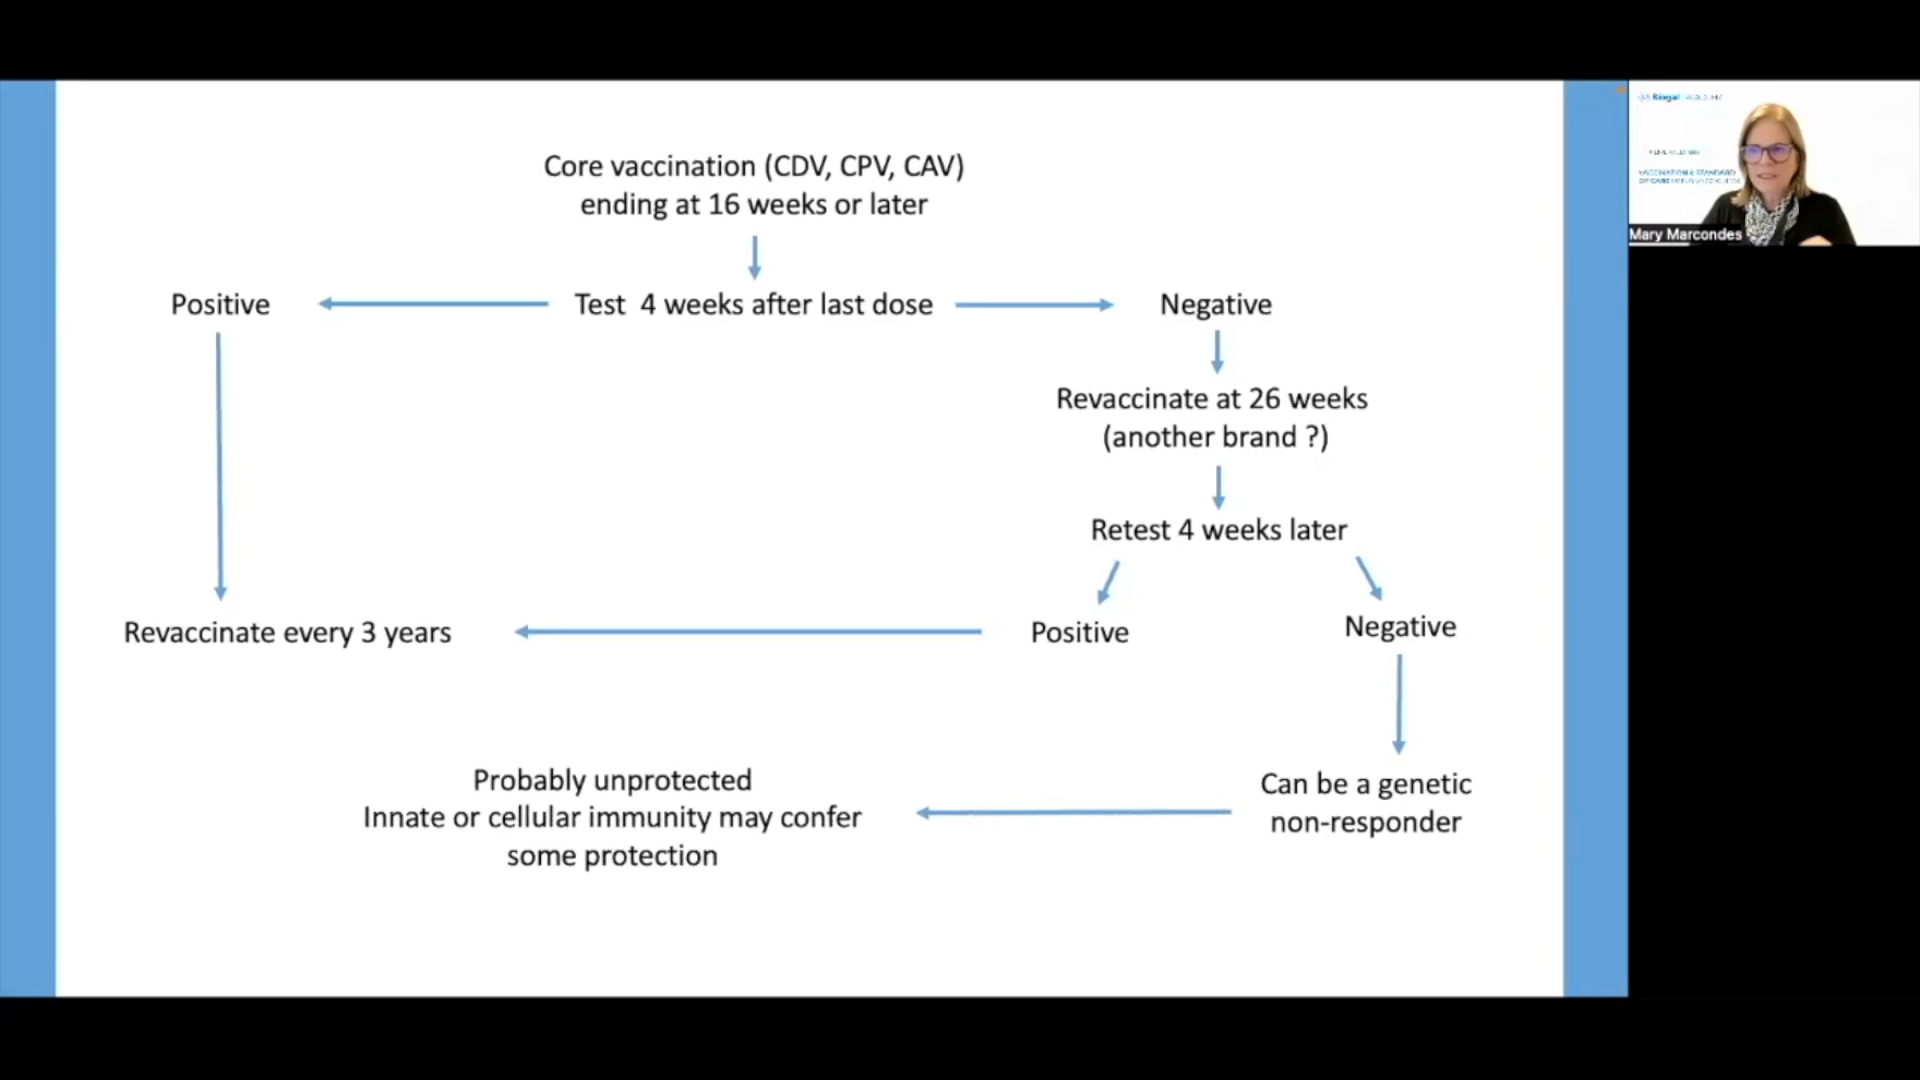 Core vaccination (CDV, CPV, CAV)
ending at 16 weeks or later
Positive
Test 4 weeks after last dose
Negative
Revaccinate at 26 weeks
(another brand ?)
Retest 4 weeks later
Revaccinate every 3 years
Positive
Negative
Probably unprotected
Innate or cellular immunity may confer
some protection
Can be a genetic
non-responder
VACCINATION & STANDARD
Mary Marcondes